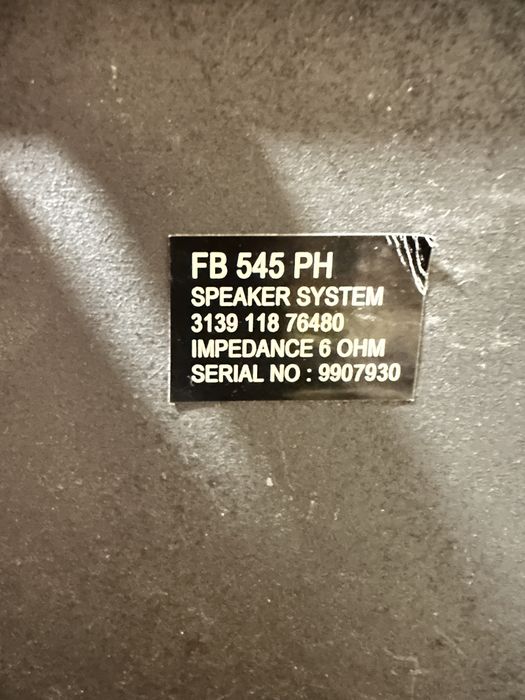 FB 545 PH
SPEAKER SYSTEM
3139 118 76480
IMPEDANCE 6 OHM
SERIAL NO : 9907930